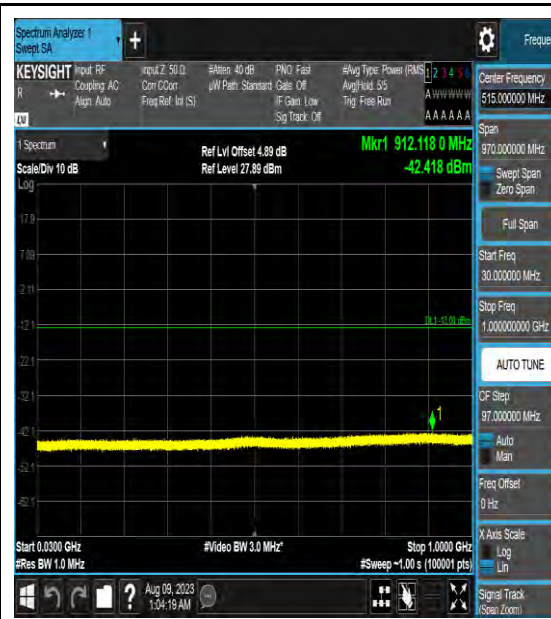 Spectrum Analyzer 1
Swept SA
+
Freque
KEYSIGHT Input: RF Input Z: 50 Ω #Atten: 40 dB PNO: Fast #Avg Type: Power (RMS 1 2 3 4 5 6
R Coupling: AC Corr CCorr µW Path: Standard Gate: Off Avg|Hold: 5/5 A W W W W W
Align: Auto Freq Ref: Int (S) IF Gain: Low Trig: Free Run
Sig Track: Off A A A A A A
LW
Center Frequency
515.000000 MHz
Span
970.000000 MHz
Swept Span
Zero Span
Full Span
Start Freq
30.000000 MHz
Stop Freq
1.000000000 GHz
AUTO TUNE
CF Step
97.000000 MHz
Auto
Man
Freq Offset
0 Hz
X Axis Scale
Log
Lin
Signal Track
(Span Zoom)
1 Spectrum
Ref Lvl Offset 4.89 dB
Mkr1 912.118 0 MHz
Scale/Div 10 dB
Ref Level 27.89 dBm
-42.418 dBm
Log
17.9
7.89
-2.11
-12.1
DL1 -13.00 dBm
-22.1
-32.1
1
-42.1
-52.1
-62.1
Start 0.0300 GHz #Video BW 3.0 MHz* Stop 1.0000 GHz
#Res BW 1.0 MHz #Sweep ~1.00 s (100001 pts)
?
Aug 09, 2023
1:04:19 AM